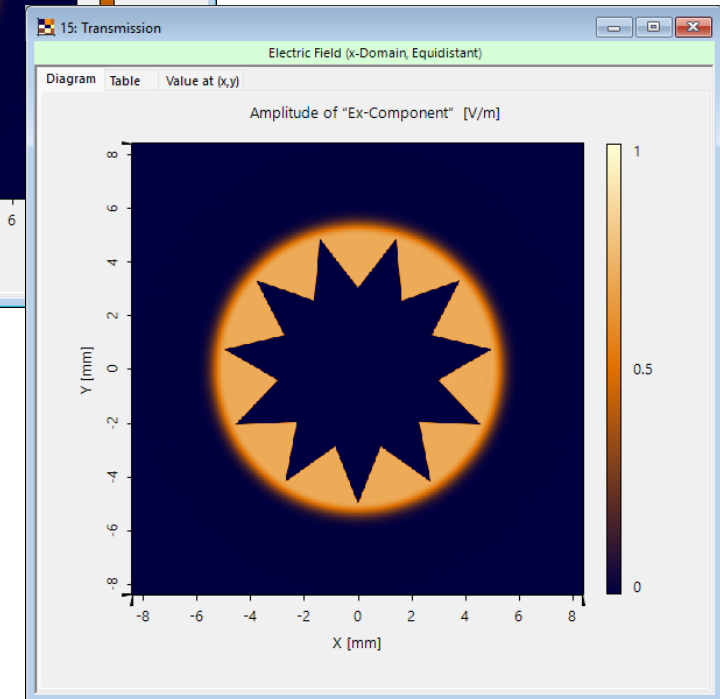 15: Transmission
Electric Field (x-Domain, Equidistant)
Diagram Table Value at (x,y)
Amplitude of "Ex-Component" [V/m]
8
6
4
2
0
-2
-4
-6
-8
Y [mm]
-8 -6 -4 -2 0 2 4 6 8
X [mm]
1
0.5
0
6